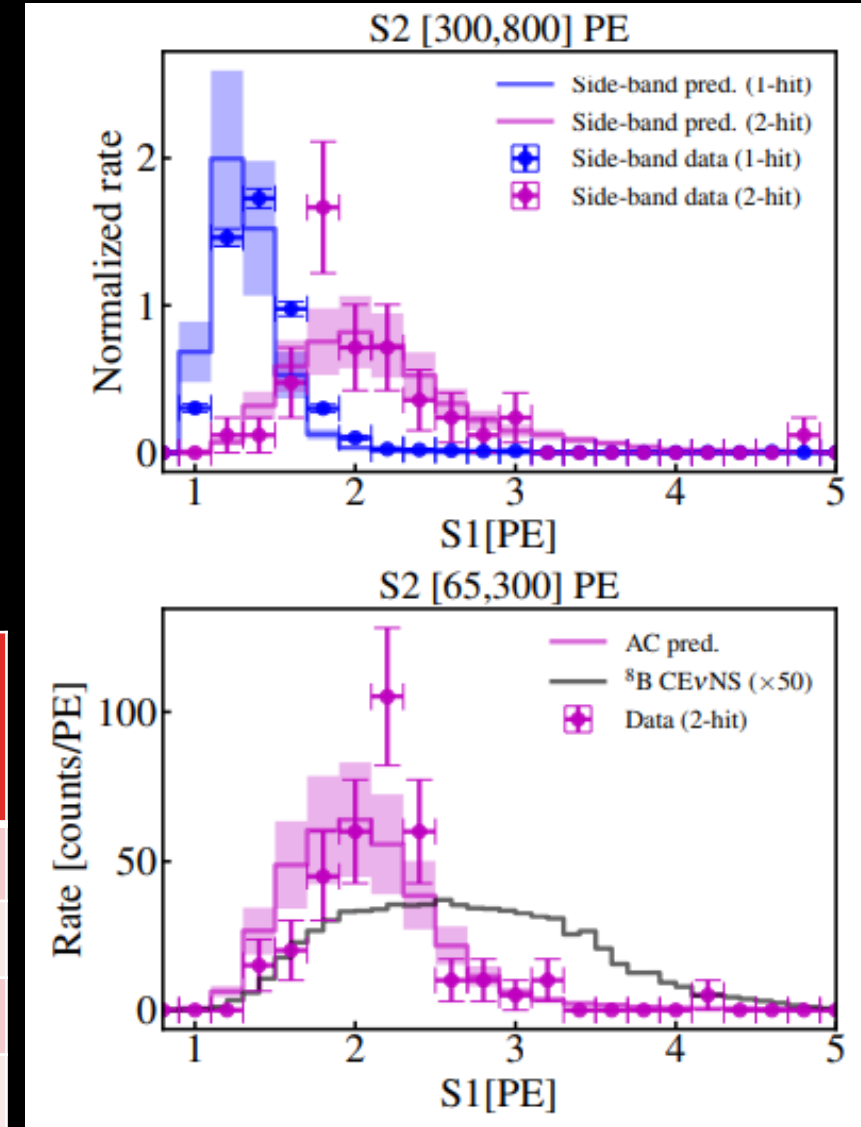 S2 [300,800] PE
Side-band pred. (1-hit)
Side-band pred. (2-hit)
Side-band data (1-hit)
Side-band data (2-hit)
Normalized rate
2
1
0
1 2 3 4 5
S1[PE]
S2 [65,300] PE
AC pred.
⁸B CEνNS (×50)
Data (2-hit)
Rate [counts/PE]
100
50
0
1 2 3 4 5
S1[PE]